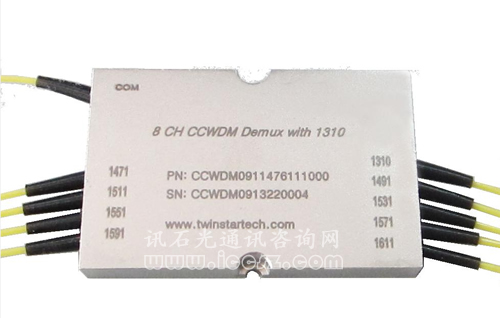 COM
8 CH CCWDM Demux with 1310
1471
1511
1551
1591
PN: CCWDM0911476111000
SN: CCWDM0913220004
www.twinstartech.com
1310
1491
1531
1571
1611
讯石光通讯咨询网
www.iccsz.com